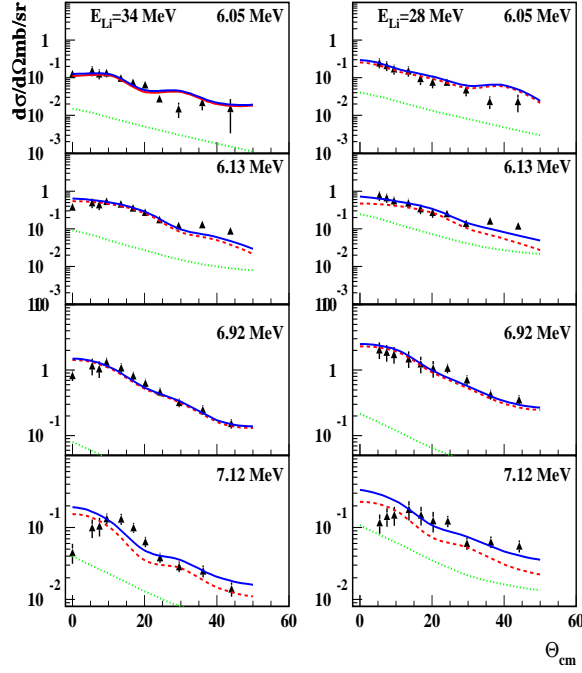 E_Li=34 MeV 6.05 MeV E_Li=28 MeV 6.05 MeV
dσ/dΩmb/sr
1 1
10^-1 10^-1
10^-2 10^-2
10^-3 10^-3
6.13 MeV 6.13 MeV
1 1
10^-1 10^-1
10^-2 10^-2
10^-3 10^-3
10 10
6.92 MeV 6.92 MeV
1 1
10^-1 10^-1
7.12 MeV 7.12 MeV
10^-1 10^-1
10^-2 10^-2
0 20 40 60 0 20 40 60
Θ_cm